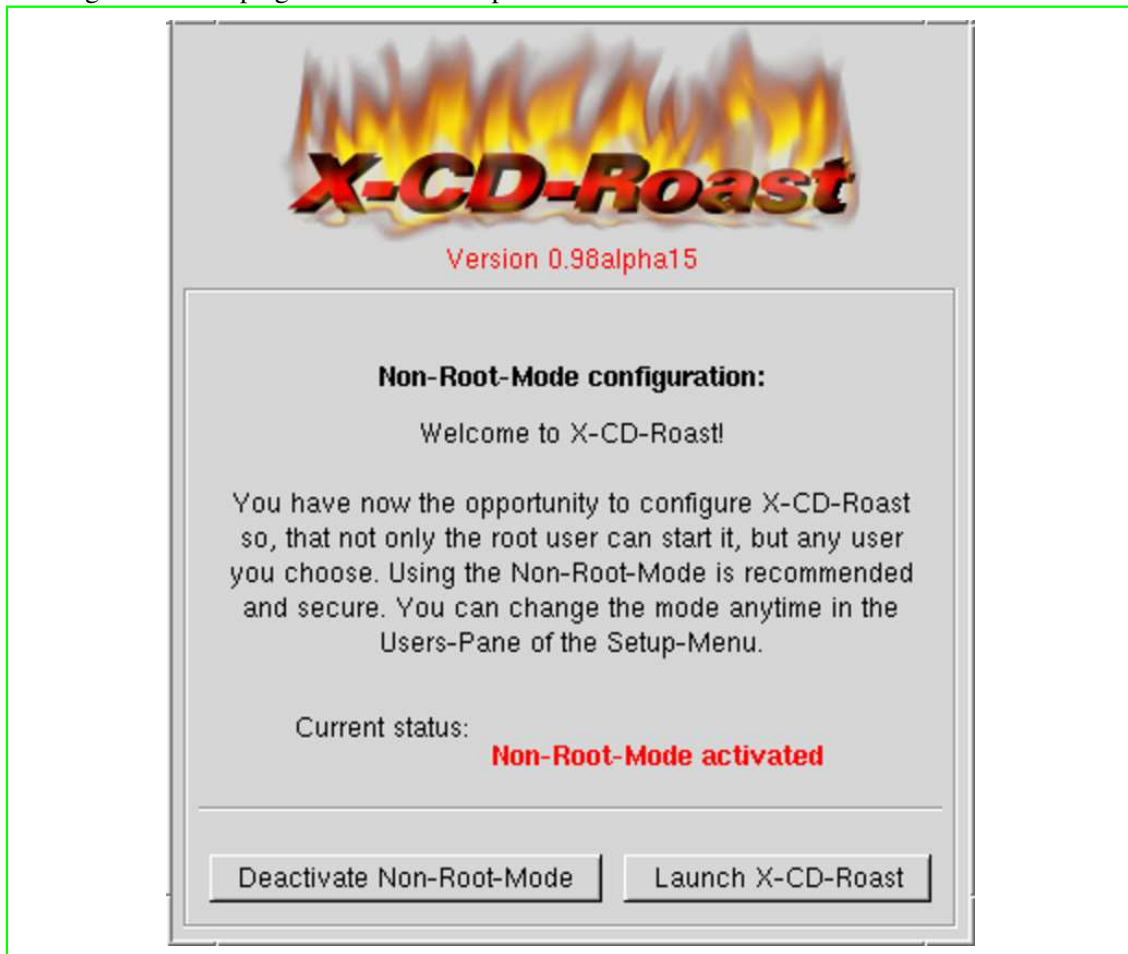 X-CD-Roast
Version 0.98alpha15
Non-Root-Mode configuration:
Welcome to X-CD-Roast!
You have now the opportunity to configure X-CD-Roast
so, that not only the root user can start it, but any user
you choose. Using the Non-Root-Mode is recommended
and secure. You can change the mode anytime in the
Users-Pane of the Setup-Menu.
Current status:
Non-Root-Mode activated
Deactivate Non-Root-Mode
Launch X-CD-Roast